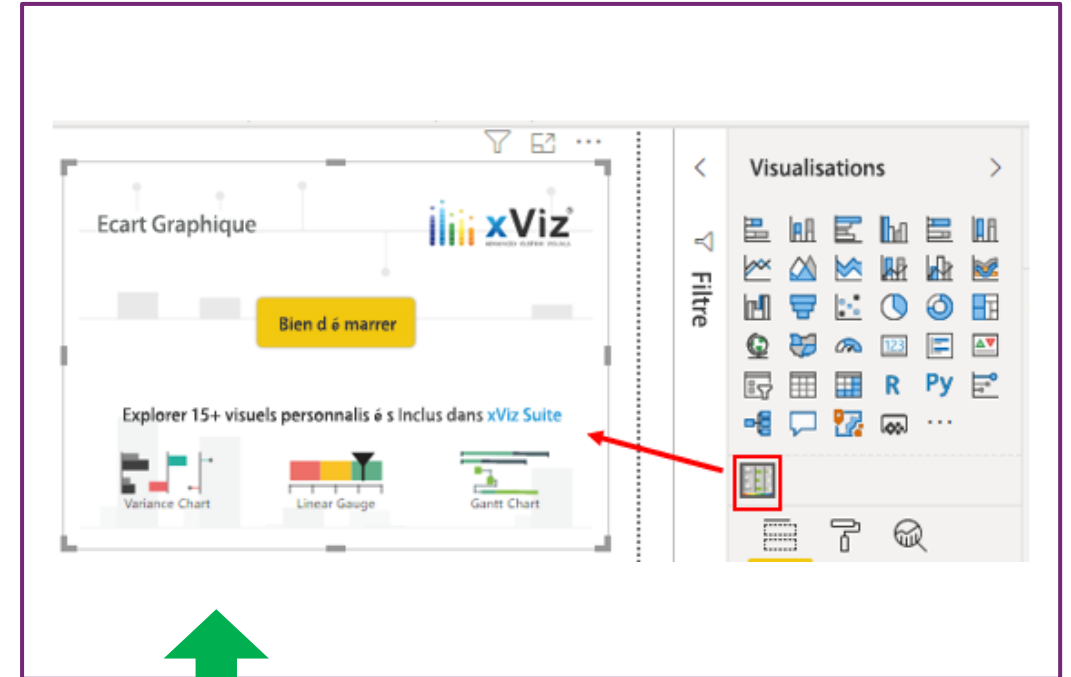 Ecart Graphique
xViz
Bien d é marrer
Explorer 15+ visuels personnalis é s Inclus dans xViz Suite
Variance Chart
Linear Gauge
Gantt Chart
Filtre
Visualisations
123
R
Py